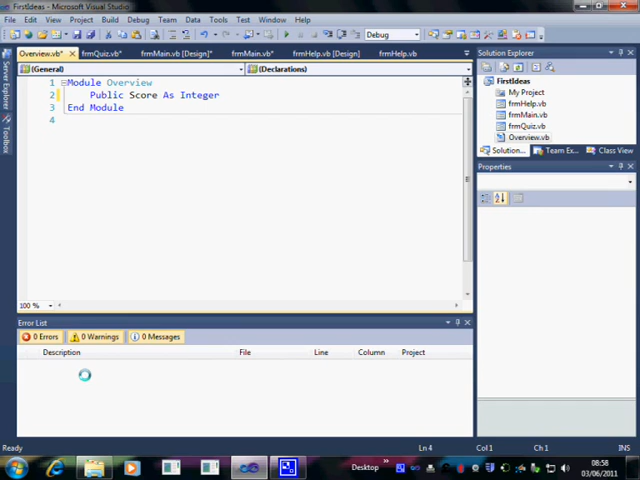 FirstIdeas - Microsoft Visual Studio
File Edit View Project Build Debug Team Data Tools Test Window Help
Debug
Overview.vb* frmQuiz.vb* frmMain.vb [Design]* frmMain.vb* frmHelp.vb [Design] frmHelp.vb
(General) (Declarations)
1 Module Overview
2 Public Score As Integer
3 End Module
4
100 %
Server Explorer
Toolbox
Solution Explorer
FirstIdeas
My Project
frmHelp.vb
frmMain.vb
frmQuiz.vb
Overview.vb
Solution... Team Ex... Class View
Properties
Error List
0 Errors 0 Warnings 0 Messages
Description File Line Column Project
Ready Ln 4 Col 1 Ch 1 INS
Desktop
08:58
03/06/2011